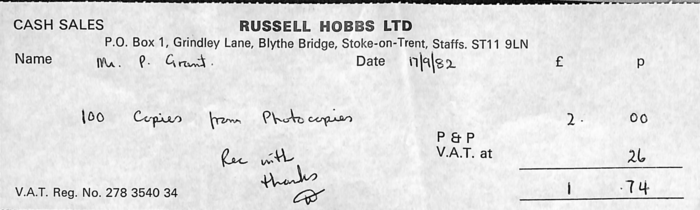 CASH SALES RUSSELL HOBBS LTD
P.O. Box 1, Grindley Lane, Blythe Bridge, Stoke-on-Trent, Staffs. ST11 9LN
Name Mr. P. Grant. Date 17/9/82 £ p
100 Copies from Photocopies 2. 00
P & P
Rec with V.A.T. at 26
thanks
V.A.T. Reg. No. 278 3540 34 1 .74